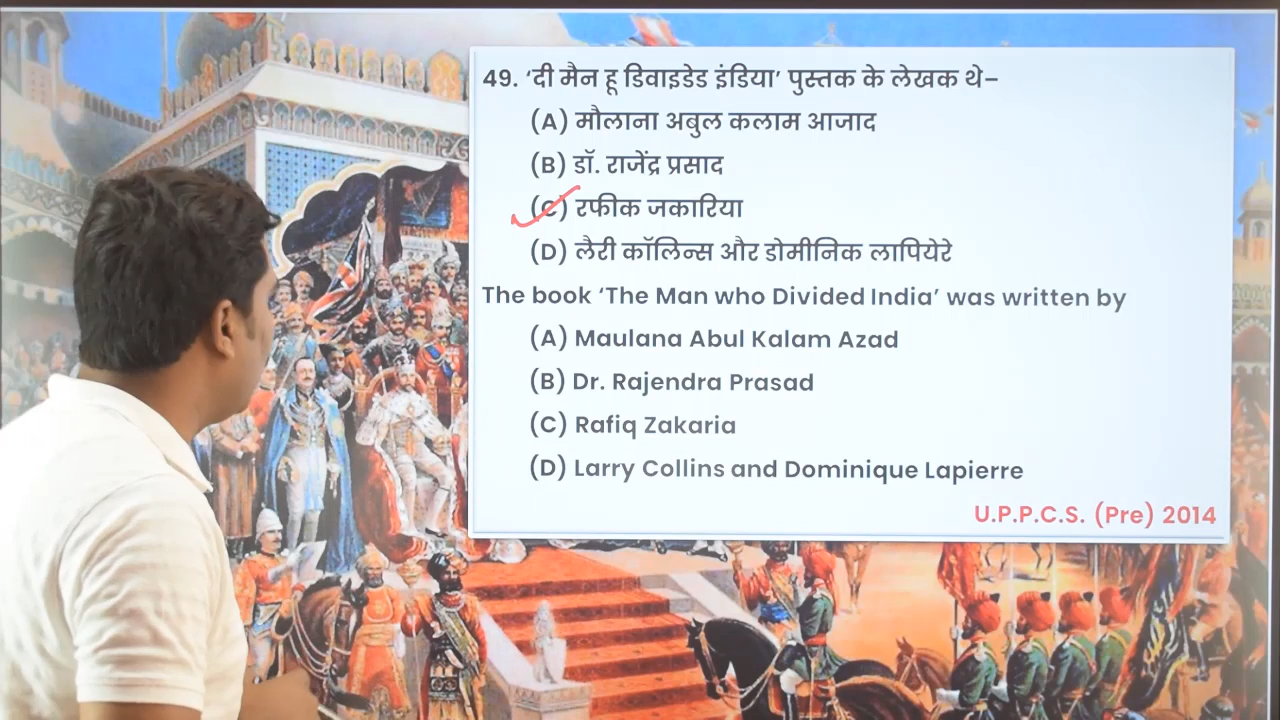 49. ‘दी मैन हू डिवाइडेड इंडिया’ पुस्तक के लेखक थे–
(A) मौलाना अबुल कलाम आजाद
(B) डॉ. राजेंद्र प्रसाद
(C) रफीक जकारिया
(D) लैरी कॉलिन्स और डोमीनिक लापियेरे
The book ‘The Man who Divided India’ was written by
(A) Maulana Abul Kalam Azad
(B) Dr. Rajendra Prasad
(C) Rafiq Zakaria
(D) Larry Collins and Dominique Lapierre
U.P.P.C.S. (Pre) 2014